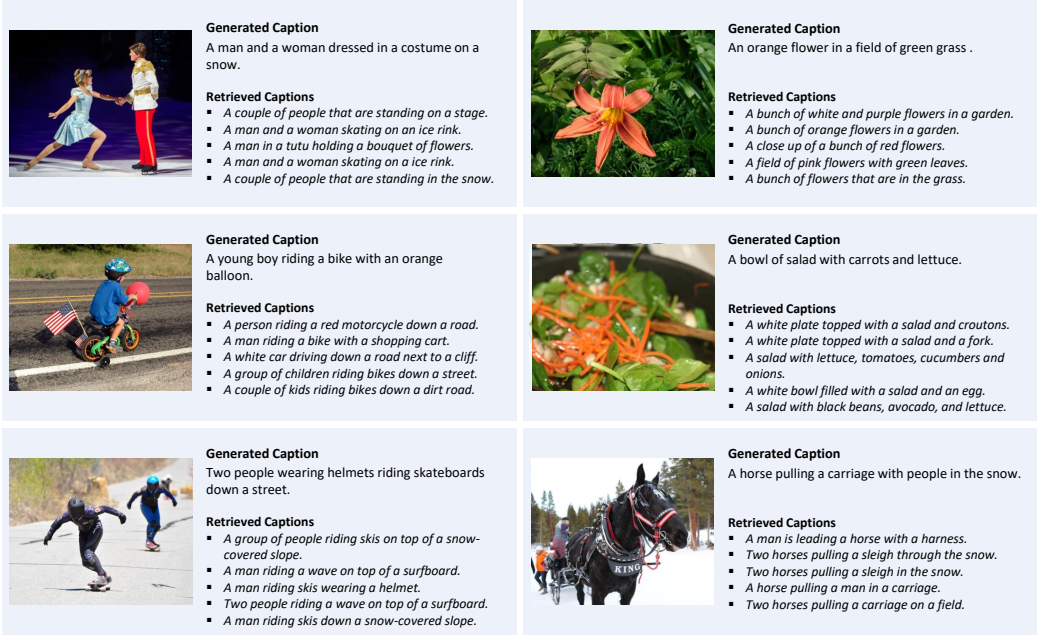 Generated Caption
A man and a woman dressed in a costume on a
snow.
Retrieved Captions
▪ A couple of people that are standing on a stage.
▪ A man and a woman skating on an ice rink.
▪ A man in a tutu holding a bouquet of flowers.
▪ A man and a woman skating on a ice rink.
▪ A couple of people that are standing in the snow.
Generated Caption
An orange flower in a field of green grass .
Retrieved Captions
▪ A bunch of white and purple flowers in a garden.
▪ A bunch of orange flowers in a garden.
▪ A close up of a bunch of red flowers.
▪ A field of pink flowers with green leaves.
▪ A bunch of flowers that are in the grass.
Generated Caption
A young boy riding a bike with an orange
balloon.
Retrieved Captions
▪ A person riding a red motorcycle down a road.
▪ A man riding a bike with a shopping cart.
▪ A white car driving down a road next to a cliff.
▪ A group of children riding bikes down a street.
▪ A couple of kids riding bikes down a dirt road.
Generated Caption
A bowl of salad with carrots and lettuce.
Retrieved Captions
▪ A white plate topped with a salad and croutons.
▪ A white plate topped with a salad and a fork.
▪ A salad with lettuce, tomatoes, cucumbers and
onions.
▪ A white bowl filled with a salad and an egg.
▪ A salad with black beans, avocado, and lettuce.
Generated Caption
Two people wearing helmets riding skateboards
down a street.
Retrieved Captions
▪ A group of people riding skis on top of a snow-
covered slope.
▪ A man riding a wave on top of a surfboard.
▪ A man riding skis wearing a helmet.
▪ Two people riding a wave on top of a surfboard.
▪ A man riding skis down a snow-covered slope.
KING
Generated Caption
A horse pulling a carriage with people in the snow.
Retrieved Captions
▪ A man is leading a horse with a harness.
▪ Two horses pulling a sleigh through the snow.
▪ Two horses pulling a sleigh in the snow.
▪ A horse pulling a man in a carriage.
▪ Two horses pulling a carriage on a field.